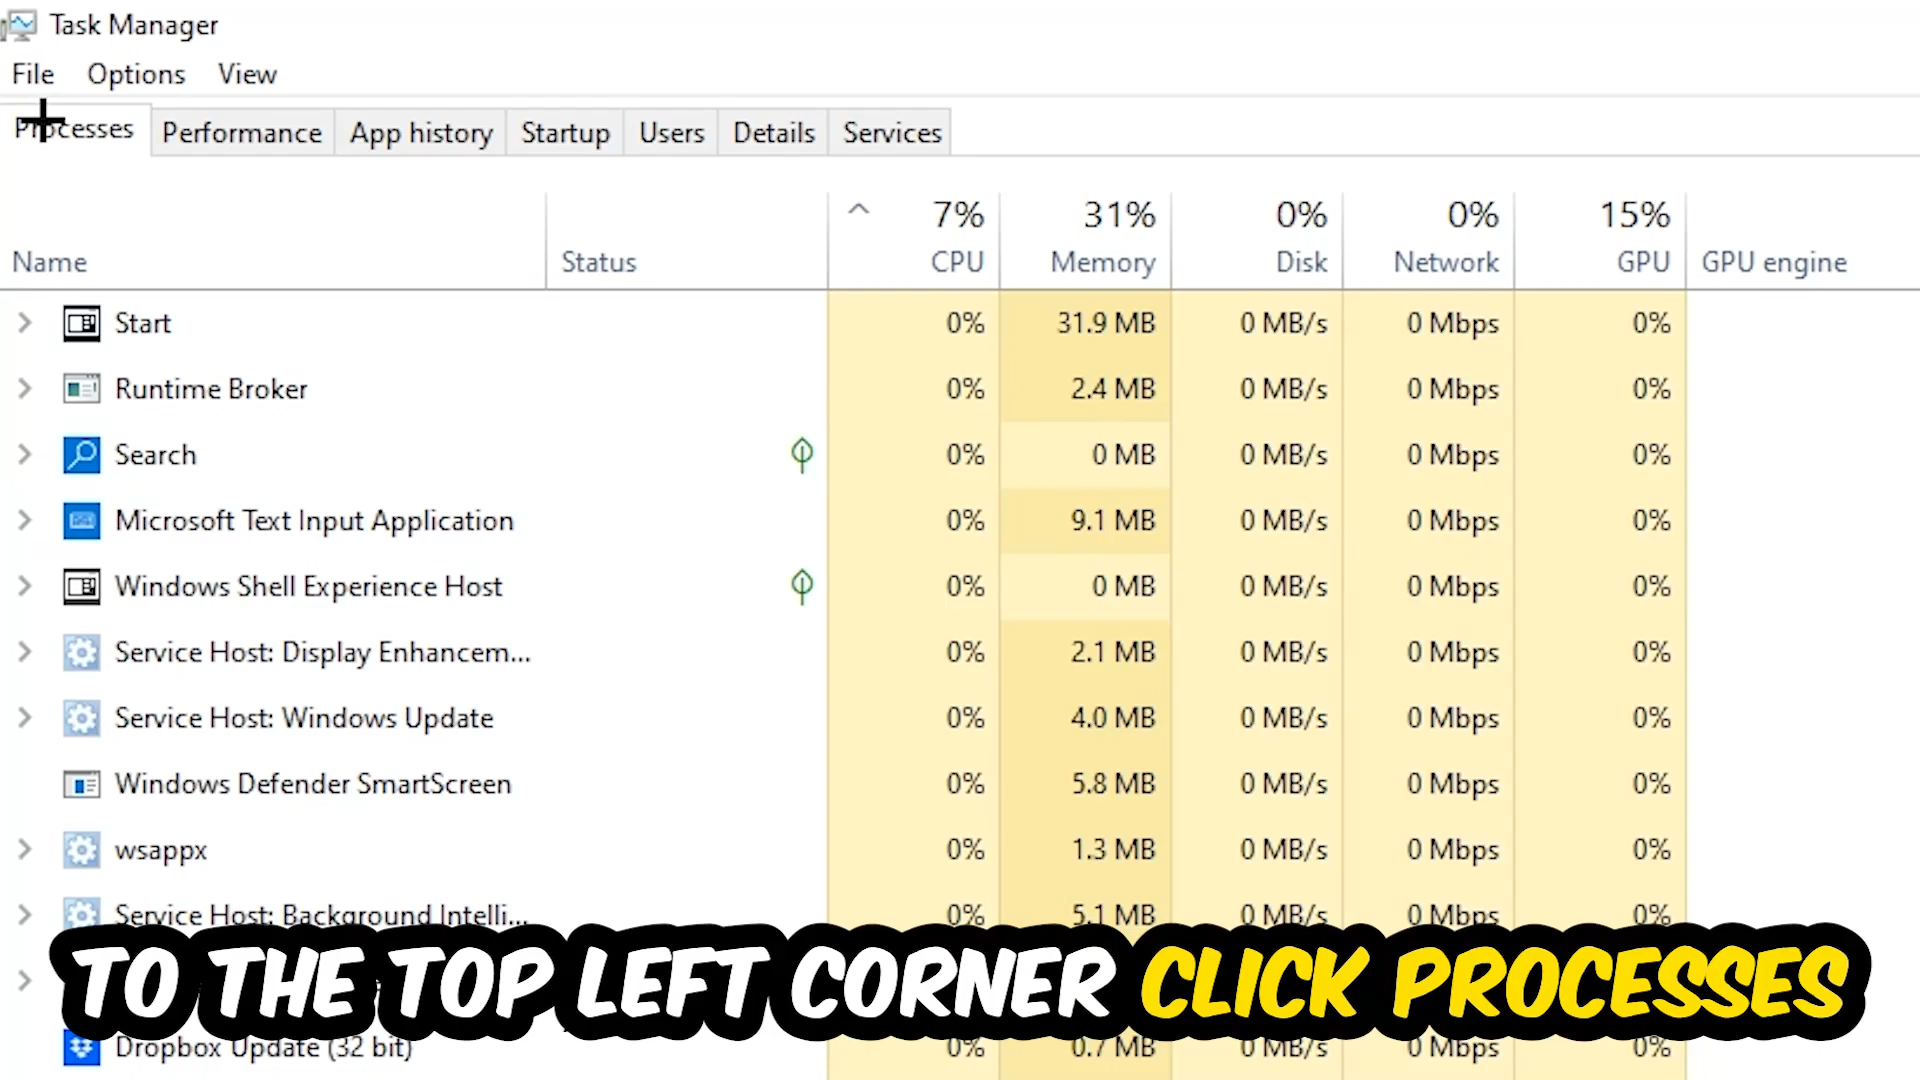 Task Manager
File Options View
Processes Performance App history Startup Users Details Services
7% 31% 0% 0% 15%
Name Status CPU Memory Disk Network GPU GPU engine
Start 0% 31.9 MB 0 MB/s 0 Mbps 0%
Runtime Broker 0% 2.4 MB 0 MB/s 0 Mbps 0%
Search 0% 0 MB 0 MB/s 0 Mbps 0%
Microsoft Text Input Application 0% 9.1 MB 0 MB/s 0 Mbps 0%
Windows Shell Experience Host 0% 0 MB 0 MB/s 0 Mbps 0%
Service Host: Display Enhancem... 0% 2.1 MB 0 MB/s 0 Mbps 0%
Service Host: Windows Update 0% 4.0 MB 0 MB/s 0 Mbps 0%
Windows Defender SmartScreen 0% 5.8 MB 0 MB/s 0 Mbps 0%
wsappx 0% 1.3 MB 0 MB/s 0 Mbps 0%
Service Host: Background Intelli... 0% 5.1 MB 0 MB/s 0 Mbps 0%
TO THE TOP LEFT CORNER CLICK PROCESSES
Dropbox Update (32 bit) 0% 0.7 MB 0 MB/s 0 Mbps 0%